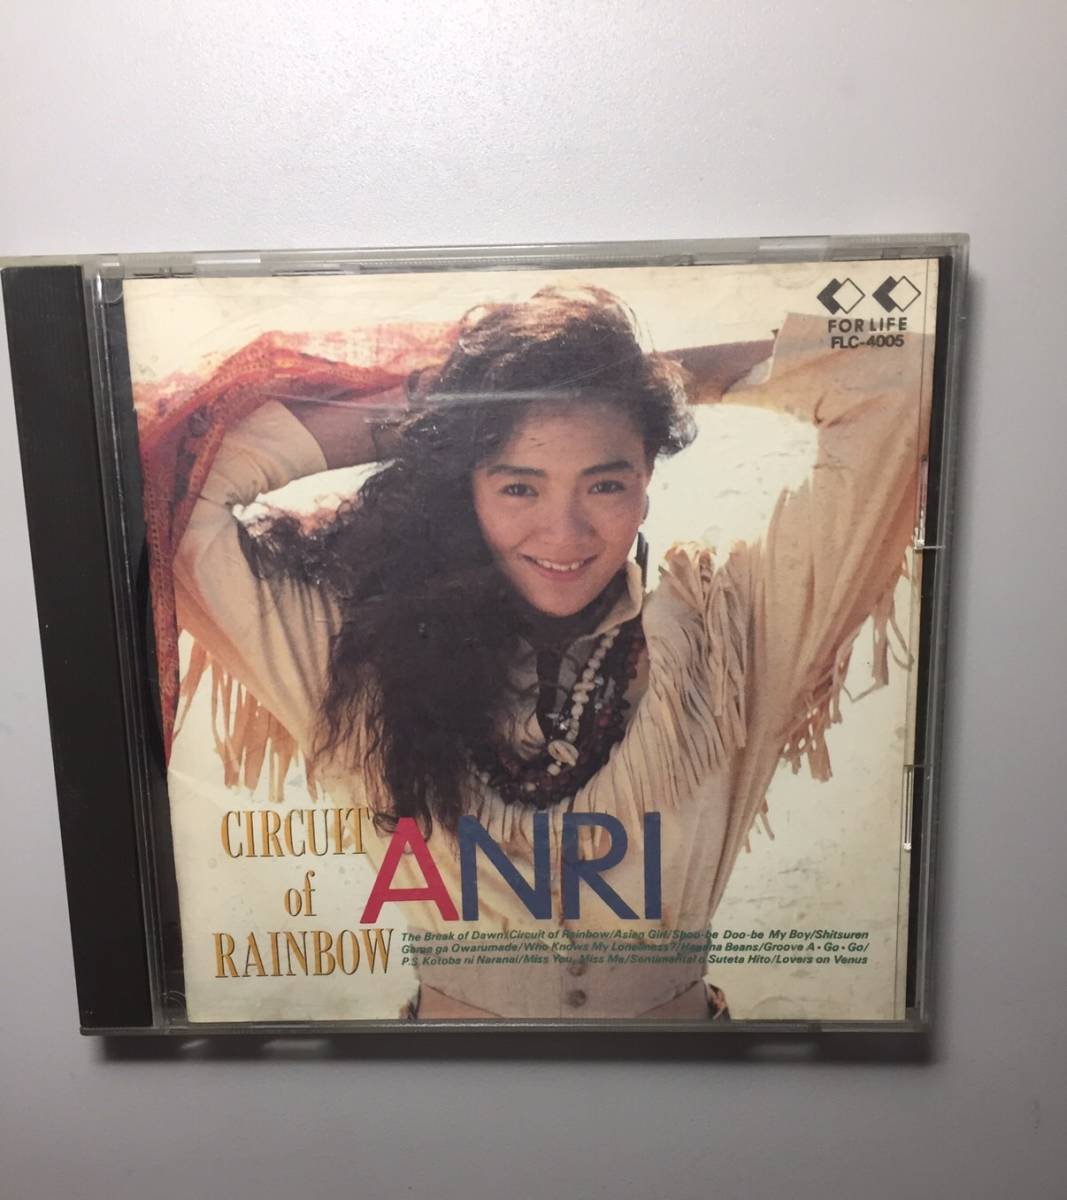 FOR LIFE
FLC-4005
CIRCUIT
of
RAINBOW
ANRI
The Break of Dawn/Circuit of Rainbow/Asian Girl/Shoo-be Doo-be My Boy/Shitsuren
Game ga Owarumade/Who Knows My Loneliness?/Havana Beans/Groove A・Go・Go/
P.S. Kotoba ni Naranai/Miss You, Miss Me/Sentimental o Suteta Hito/Lovers on Venus